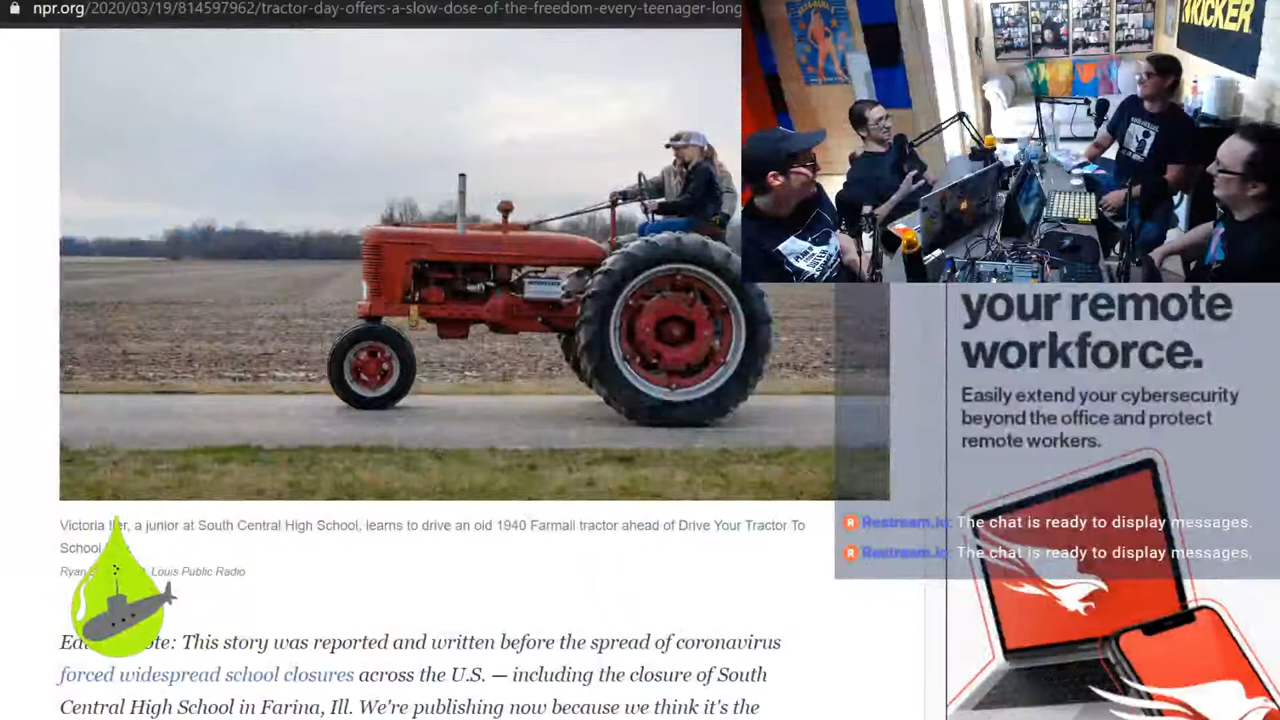 npr.org/2020/03/19/814597962/tractor-day-offers-a-slow-dose-of-the-freedom-every-teenager-long
KICKER
your remote
workforce.
Easily extend your cybersecurity
beyond the office and protect
remote workers.
Restream.io: The chat is ready to display messages.
Restream.io: The chat is ready to display messages.
Victoria, a junior at South Central High School, learns to drive an old 1940 Farmall tractor ahead of Drive Your Tractor To
School
Ryan Louis Public Radio
This story was reported and written before the spread of coronavirus
forced widespread school closures across the U.S. — including the closure of South
Central High School in Farina, Ill. We're publishing now because we think it's the